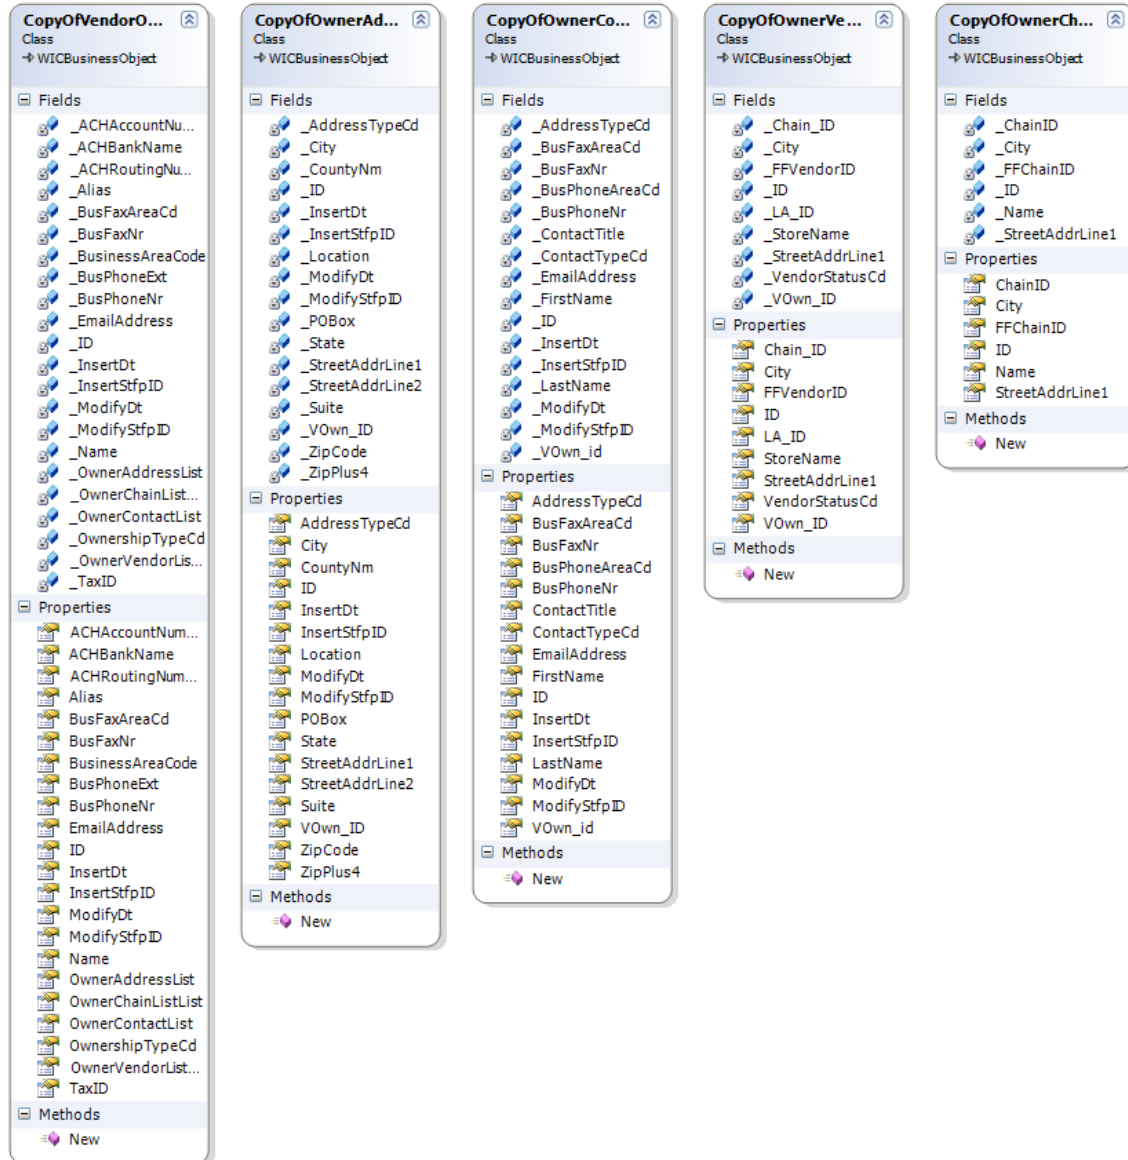 CopyOfVendorO...
Class
WICBusinessObject
Fields
_ACHAccountNu...
_ACHBankName
_ACHRoutingNu...
_Alias
_BusFaxAreaCd
_BusFaxNr
_BusinessAreaCode
_BusPhoneExt
_BusPhoneNr
_EmailAddress
_ID
_InsertDt
_InsertStfpID
_ModifyDt
_ModifyStfpID
_Name
_OwnerAddressList
_OwnerChainList...
_OwnerContactList
_OwnershipTypeCd
_OwnerVendorLis...
_TaxID
Properties
ACHAccountNum...
ACHBankName
ACHRoutingNum...
Alias
BusFaxAreaCd
BusFaxNr
BusinessAreaCode
BusPhoneExt
BusPhoneNr
EmailAddress
ID
InsertDt
InsertStfpID
ModifyDt
ModifyStfpID
Name
OwnerAddressList
OwnerChainListList
OwnerContactList
OwnershipTypeCd
OwnerVendorList...
TaxID
Methods
New
CopyOfOwnerAd...
Class
WICBusinessObject
Fields
_AddressTypeCd
_City
_CountyNm
_ID
_InsertDt
_InsertStfpID
_Location
_ModifyDt
_ModifyStfpID
_POBox
_State
_StreetAddrLine1
_StreetAddrLine2
_Suite
_VOwn_ID
_ZipCode
_ZipPlus4
Properties
AddressTypeCd
City
CountyNm
ID
InsertDt
InsertStfpID
Location
ModifyDt
ModifyStfpID
POBox
State
StreetAddrLine1
StreetAddrLine2
Suite
VOwn_ID
ZipCode
ZipPlus4
Methods
New
CopyOfOwnerCo...
Class
WICBusinessObject
Fields
_AddressTypeCd
_BusFaxAreaCd
_BusFaxNr
_BusPhoneAreaCd
_BusPhoneNr
_ContactTitle
_ContactTypeCd
_EmailAddress
_FirstName
_ID
_InsertDt
_InsertStfpID
_LastName
_ModifyDt
_ModifyStfpID
_VOwn_id
Properties
AddressTypeCd
BusFaxAreaCd
BusFaxNr
BusPhoneAreaCd
BusPhoneNr
ContactTitle
ContactTypeCd
EmailAddress
FirstName
ID
InsertDt
InsertStfpID
LastName
ModifyDt
ModifyStfpID
VOwn_id
Methods
New
CopyOfOwnerVe...
Class
WICBusinessObject
Fields
_Chain_ID
_City
_FFVendorID
_ID
_LA_ID
_StoreName
_StreetAddrLine1
_VendorStatusCd
_VOwn_ID
Properties
Chain_ID
City
FFVendorID
ID
LA_ID
StoreName
StreetAddrLine1
VendorStatusCd
VOwn_ID
Methods
New
CopyOfOwnerCh...
Class
WICBusinessObject
Fields
_ChainID
_City
_FFChainID
_ID
_Name
_StreetAddrLine1
Properties
ChainID
City
FFChainID
ID
Name
StreetAddrLine1
Methods
New